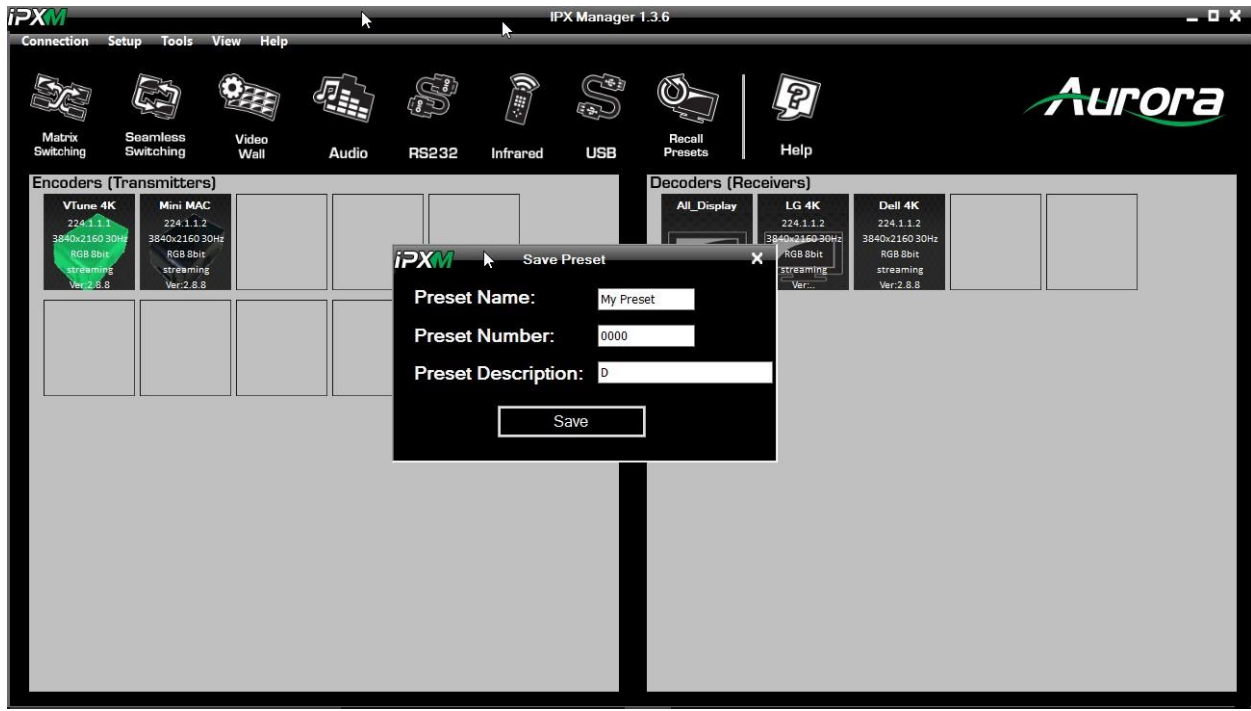 iPXM IPX Manager 1.3.6
Connection Setup Tools View Help
Matrix Switching
Seamless Switching
Video Wall
Audio
RS232
Infrared
USB
Recall Presets
Help
Aurora
Encoders (Transmitters)
VTune 4K
224.1.1.1
3840x2160 30Hz
RGB 8bit
streaming
Ver:2.8.8
Mini MAC
224.1.1.2
3840x2160 30Hz
RGB 8bit
streaming
Ver:2.8.8
Decoders (Receivers)
All_Display
LG 4K
224.1.1.2
3840x2160 30Hz
RGB 8bit
streaming
Ver:..
Dell 4K
224.1.1.2
3840x2160 30Hz
RGB 8bit
streaming
Ver:2.8.8
iPXM Save Preset X
Preset Name: My Preset
Preset Number: 0000
Preset Description: D
Save